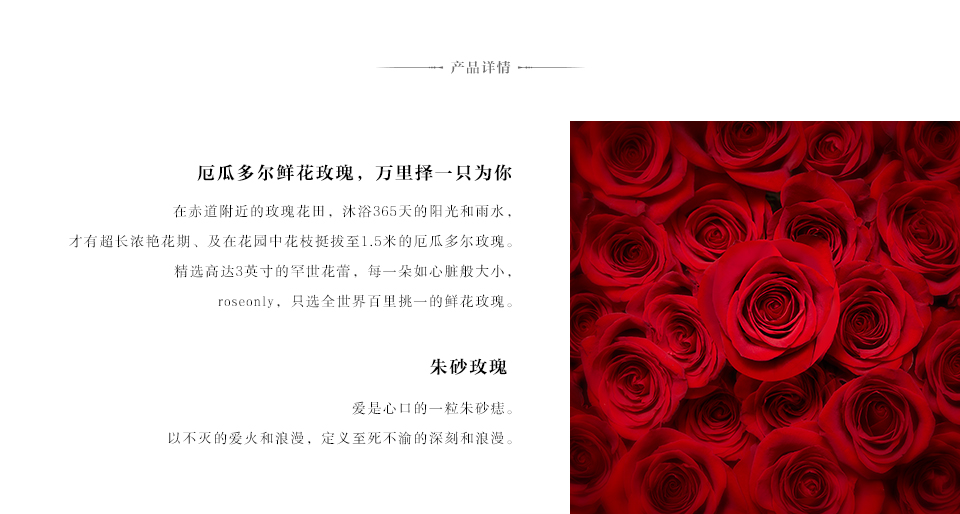 产品详情
厄瓜多尔鲜花玫瑰，万里择一只为你
在赤道附近的玫瑰花田，沐浴365天的阳光和雨水，
才有超长浓艳花期、及在花园中花枝挺拔至1.5米的厄瓜多尔玫瑰。
精选高达3英寸的罕世花蕾，每一朵如心脏般大小，
roseonly，只选全世界百里挑一的鲜花玫瑰。
朱砂玫瑰
爱是心口的一粒朱砂痣。
以不灭的爱火和浪漫，定义至死不渝的深刻和浪漫。